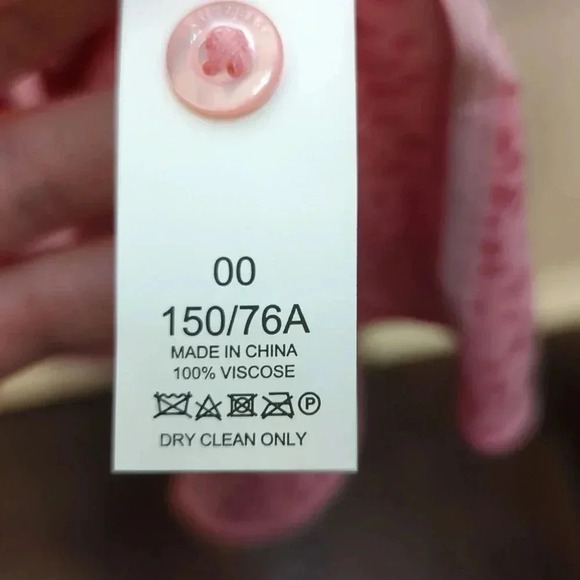 00
150/76A
MADE IN CHINA
100% VISCOSE
P
DRY CLEAN ONLY